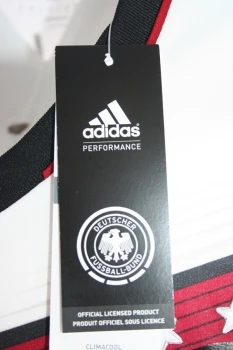 adidas
PERFORMANCE
DEUTSCHER
FUSSBALL-BUND
OFFICIAL LICENSED PRODUCT
PRODUIT OFFICIEL SOUS LICENCE
CLIMACOOL